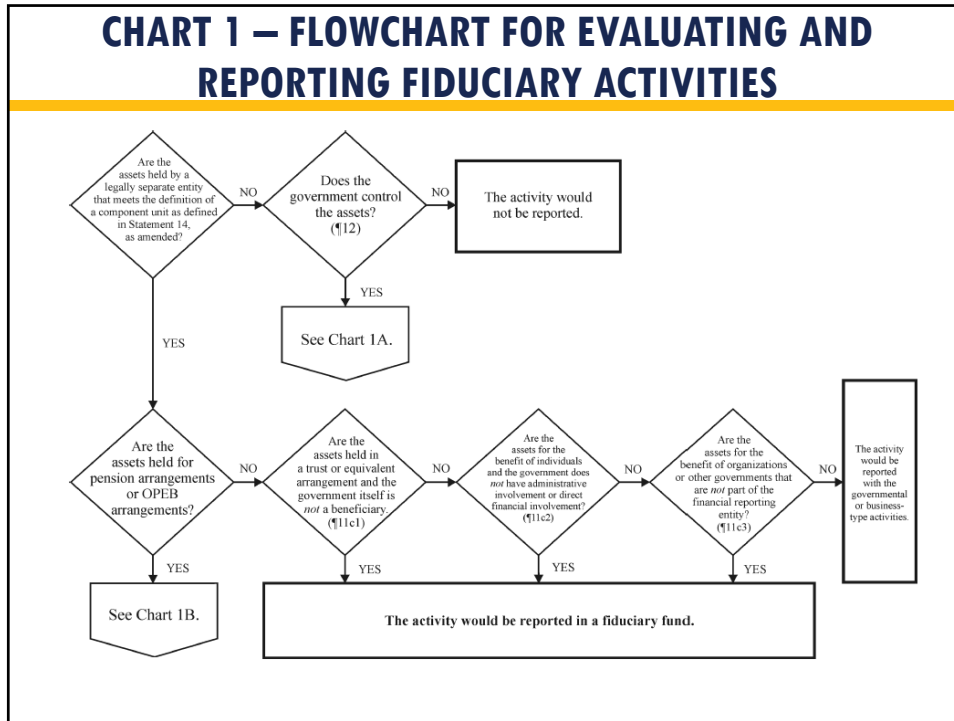 CHART 1 – FLOWCHART FOR EVALUATING AND
REPORTING FIDUCIARY ACTIVITIES
Are the
assets held by a
legally separate entity
that meets the definition of
a component unit as defined
in Statement 14,
as amended?
NO
Does the
government control
the assets?
(¶12)
NO
The activity would
not be reported.
YES
See Chart 1A.
YES
Are the
assets held for
pension arrangements
or OPEB
arrangements?
NO
Are the
assets held in
a trust or equivalent
arrangement and the
government itself is
not a beneficiary.
(¶11c1)
NO
Are the
assets for the
benefit of individuals
and the government does
not have administrative
involvement or direct
financial involvement?
(¶11c2)
NO
Are the
assets for the
benefit of organizations
or other governments that
are not part of the
financial reporting
entity?
(¶11c3)
NO
The activity
would be
reported
with the
governmental
or business-
type activities.
YES
YES
YES
YES
See Chart 1B.
The activity would be reported in a fiduciary fund.